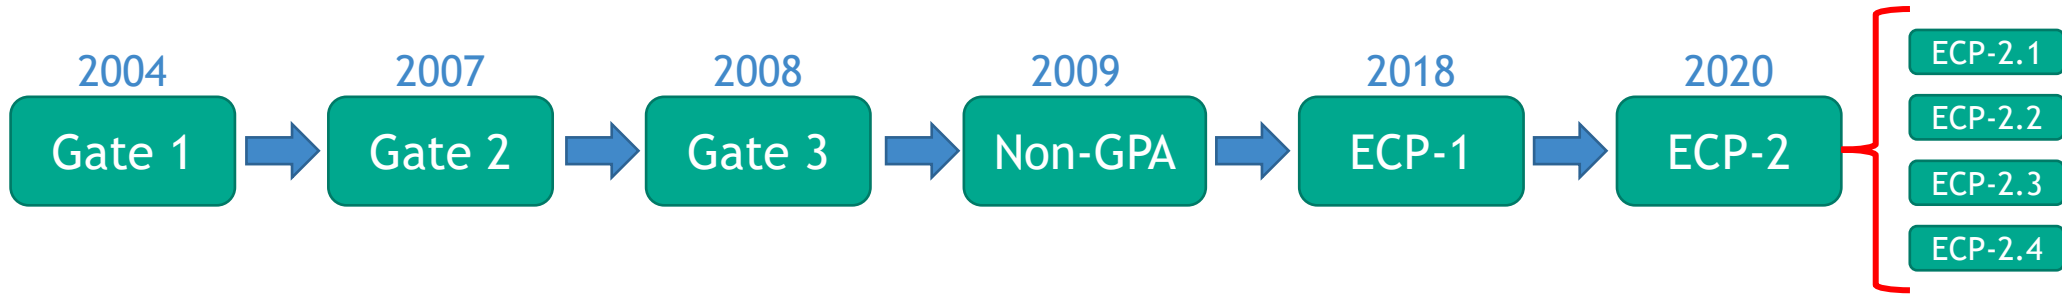 2004
Gate 1
2007
Gate 2
2008
Gate 3
2009
Non-GPA
2018
ECP-1
2020
ECP-2
ECP-2.1
ECP-2.2
ECP-2.3
ECP-2.4